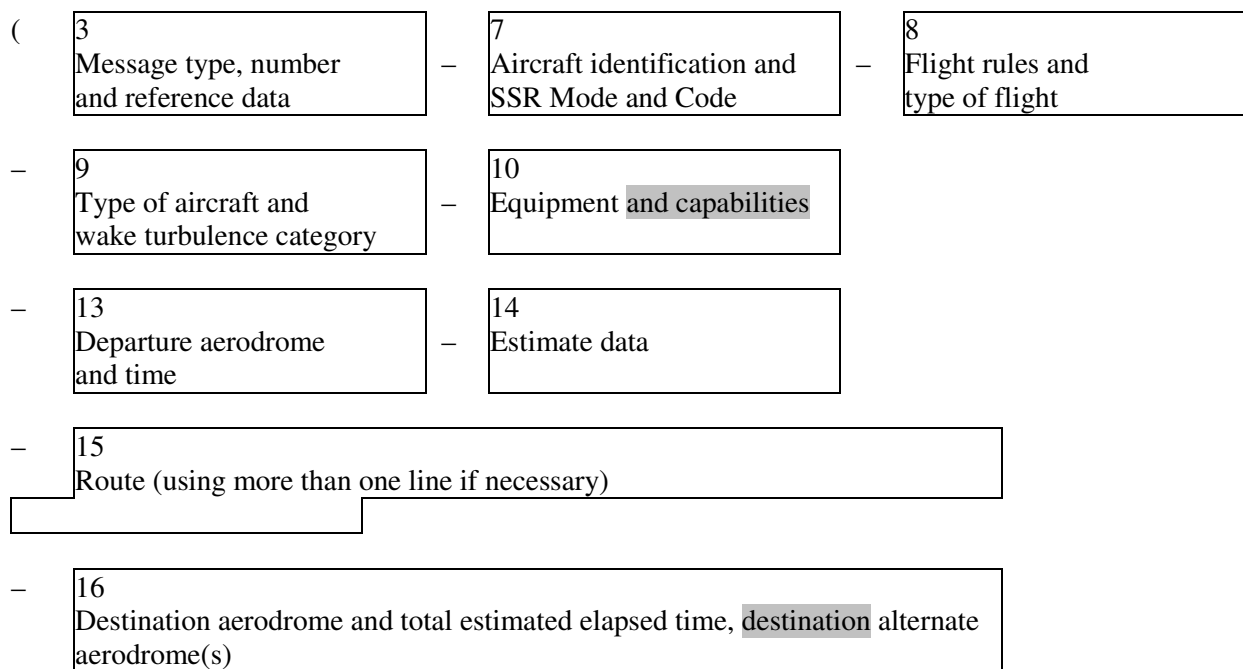 ( 3 7 8
Message type, number – Aircraft identification and – Flight rules and
and reference data SSR Mode and Code type of flight
– 9 10
Type of aircraft and – Equipment and capabilities
wake turbulence category
– 13 14
Departure aerodrome – Estimate data
and time
– 15
Route (using more than one line if necessary)
– 16
Destination aerodrome and total estimated elapsed time, destination alternate
aerodrome(s)